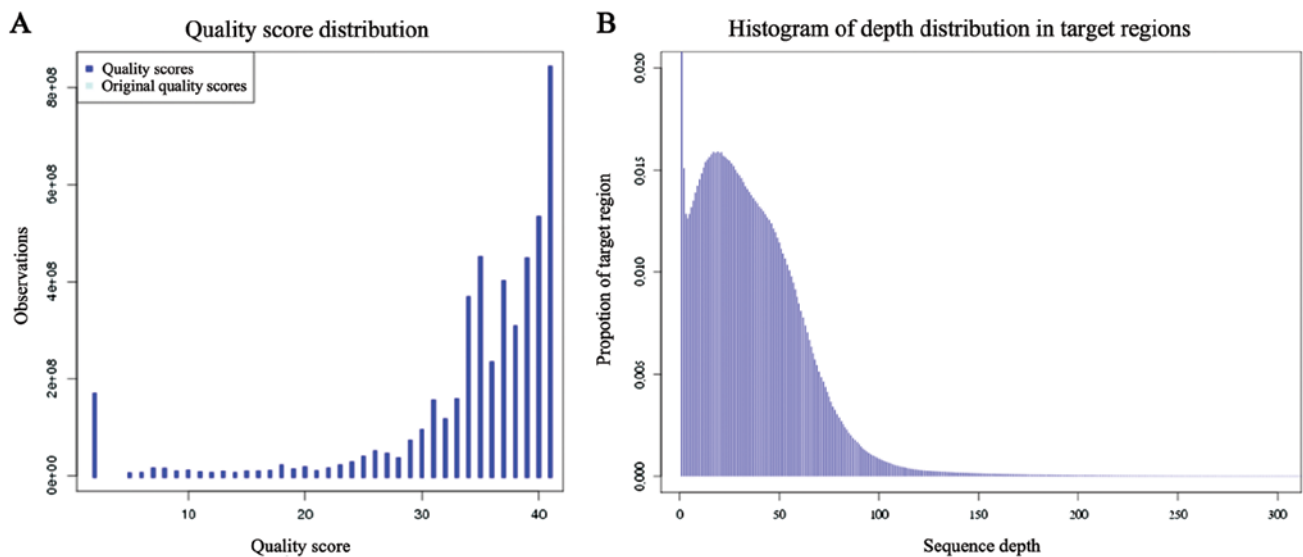 A
Quality score distribution
Quality scores
Original quality scores
Observations
0e+00
2e+08
4e+08
6e+08
8e+08
10
20
30
40
Quality score
B
Histogram of depth distribution in target regions
Propotion of target region
0.020
0.015
0.010
0.005
0.000
0
50
100
150
200
250
300
Sequence depth